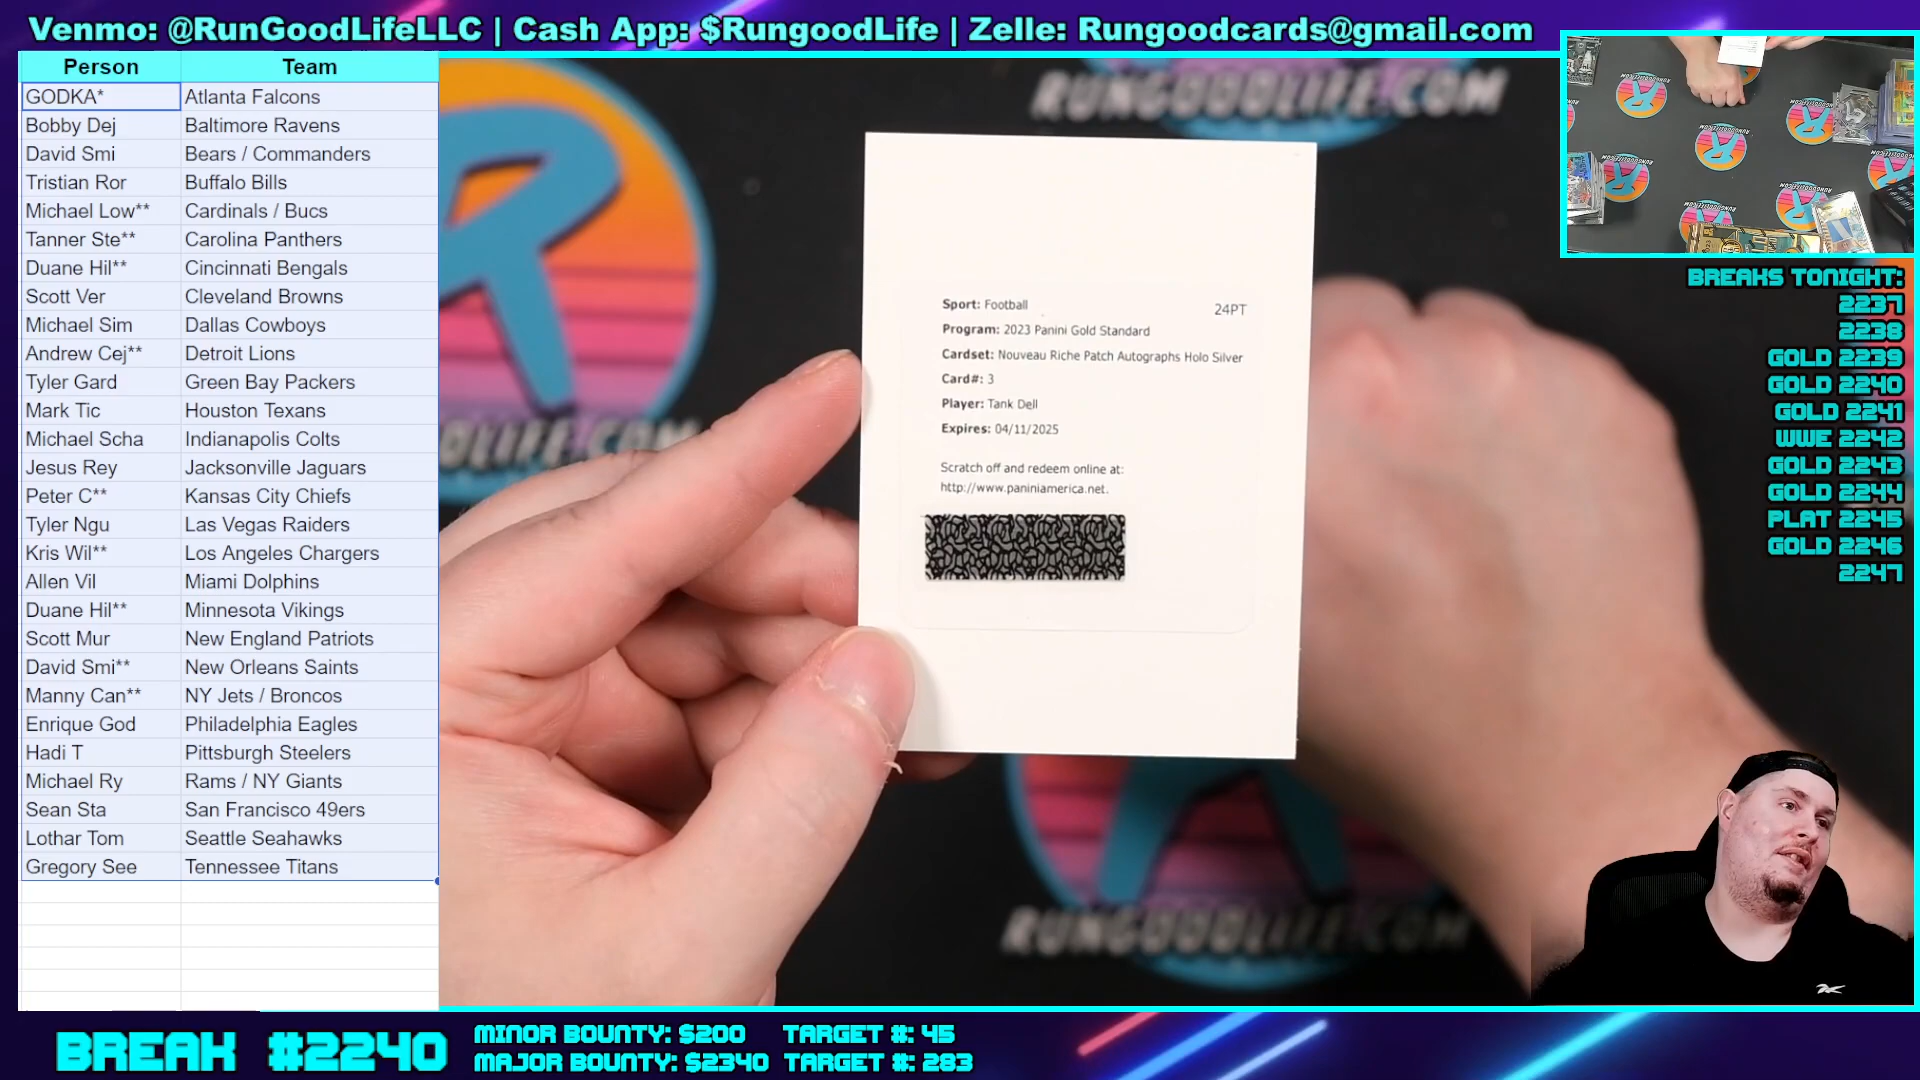 Venmo: @RunGoodLifeLLC | Cash App: $RungoodLife | Zelle: Rungoodcards@gmail.com
Person Team
GODKA* Atlanta Falcons
Bobby Dej Baltimore Ravens
David Smi Bears / Commanders
Tristian Ror Buffalo Bills
Michael Low** Cardinals / Bucs
Tanner Ste** Carolina Panthers
Duane Hil** Cincinnati Bengals
Scott Ver Cleveland Browns
Michael Sim Dallas Cowboys
Andrew Cej** Detroit Lions
Tyler Gard Green Bay Packers
Mark Tic Houston Texans
Michael Scha Indianapolis Colts
Jesus Rey Jacksonville Jaguars
Peter C** Kansas City Chiefs
Tyler Ngu Las Vegas Raiders
Kris Wil** Los Angeles Chargers
Allen Vil Miami Dolphins
Duane Hil** Minnesota Vikings
Scott Mur New England Patriots
David Smi** New Orleans Saints
Manny Can** NY Jets / Broncos
Enrique God Philadelphia Eagles
Hadi T Pittsburgh Steelers
Michael Ry Rams / NY Giants
Sean Sta San Francisco 49ers
Lothar Tom Seattle Seahawks
Gregory See Tennessee Titans
RUNGOODLIFE.COM
Sport: Football 24PT
Program: 2023 Panini Gold Standard
Cardset: Nouveau Riche Patch Autographs Holo Silver
Card#: 3
Player: Tank Dell
Expires: 04/11/2025
Scratch off and redeem online at:
http://www.paniniamerica.net.
RUNGOODLIFE.COM
BREAKS TONIGHT:
2237
2238
GOLD 2239
GOLD 2240
GOLD 2241
WWE 2242
GOLD 2243
GOLD 2244
PLAT 2245
GOLD 2246
2247
BREAK #2240
MINOR BOUNTY: $200 TARGET #: 45
MAJOR BOUNTY: $2340 TARGET #: 283